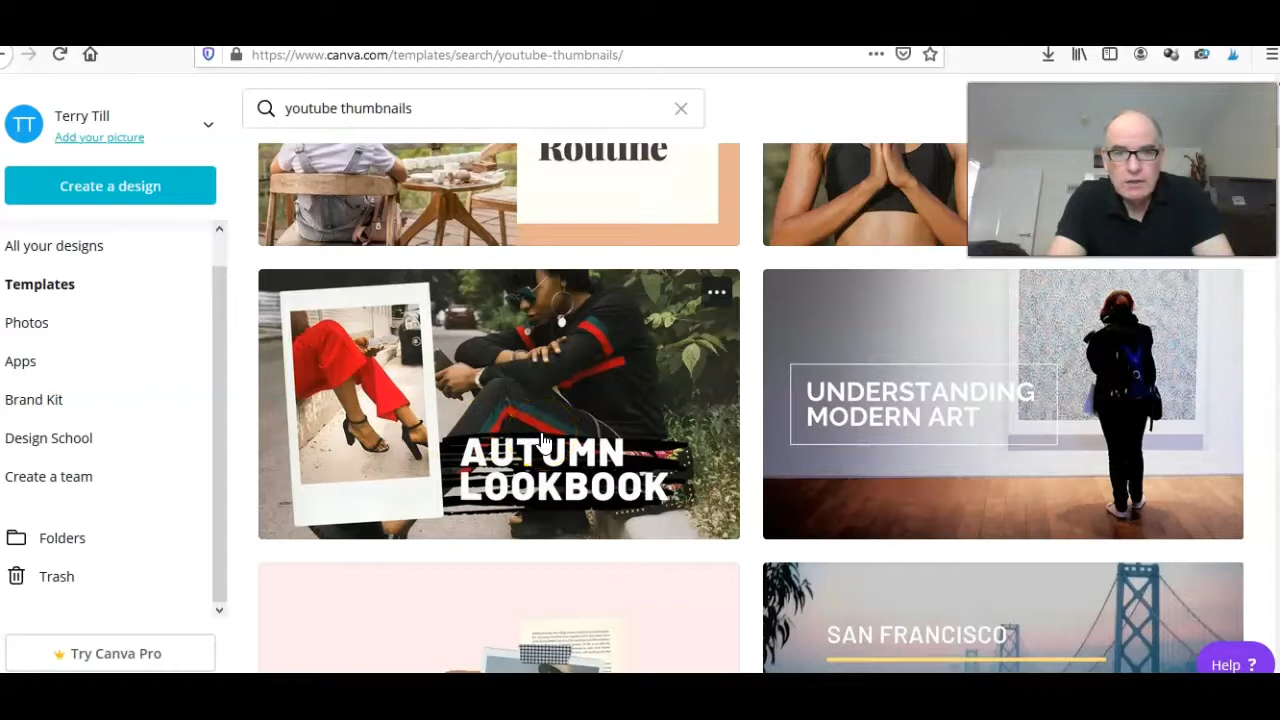 https://www.canva.com/templates/search/youtube-thumbnails/
TT
Terry Till
Add your picture
youtube thumbnails
Create a design
All your designs
Templates
Photos
Apps
Brand Kit
Design School
Create a team
Folders
Trash
Try Canva Pro
Routine
AUTUMN
LOOKBOOK
UNDERSTANDING
MODERN ART
SAN FRANCISCO
Help ?